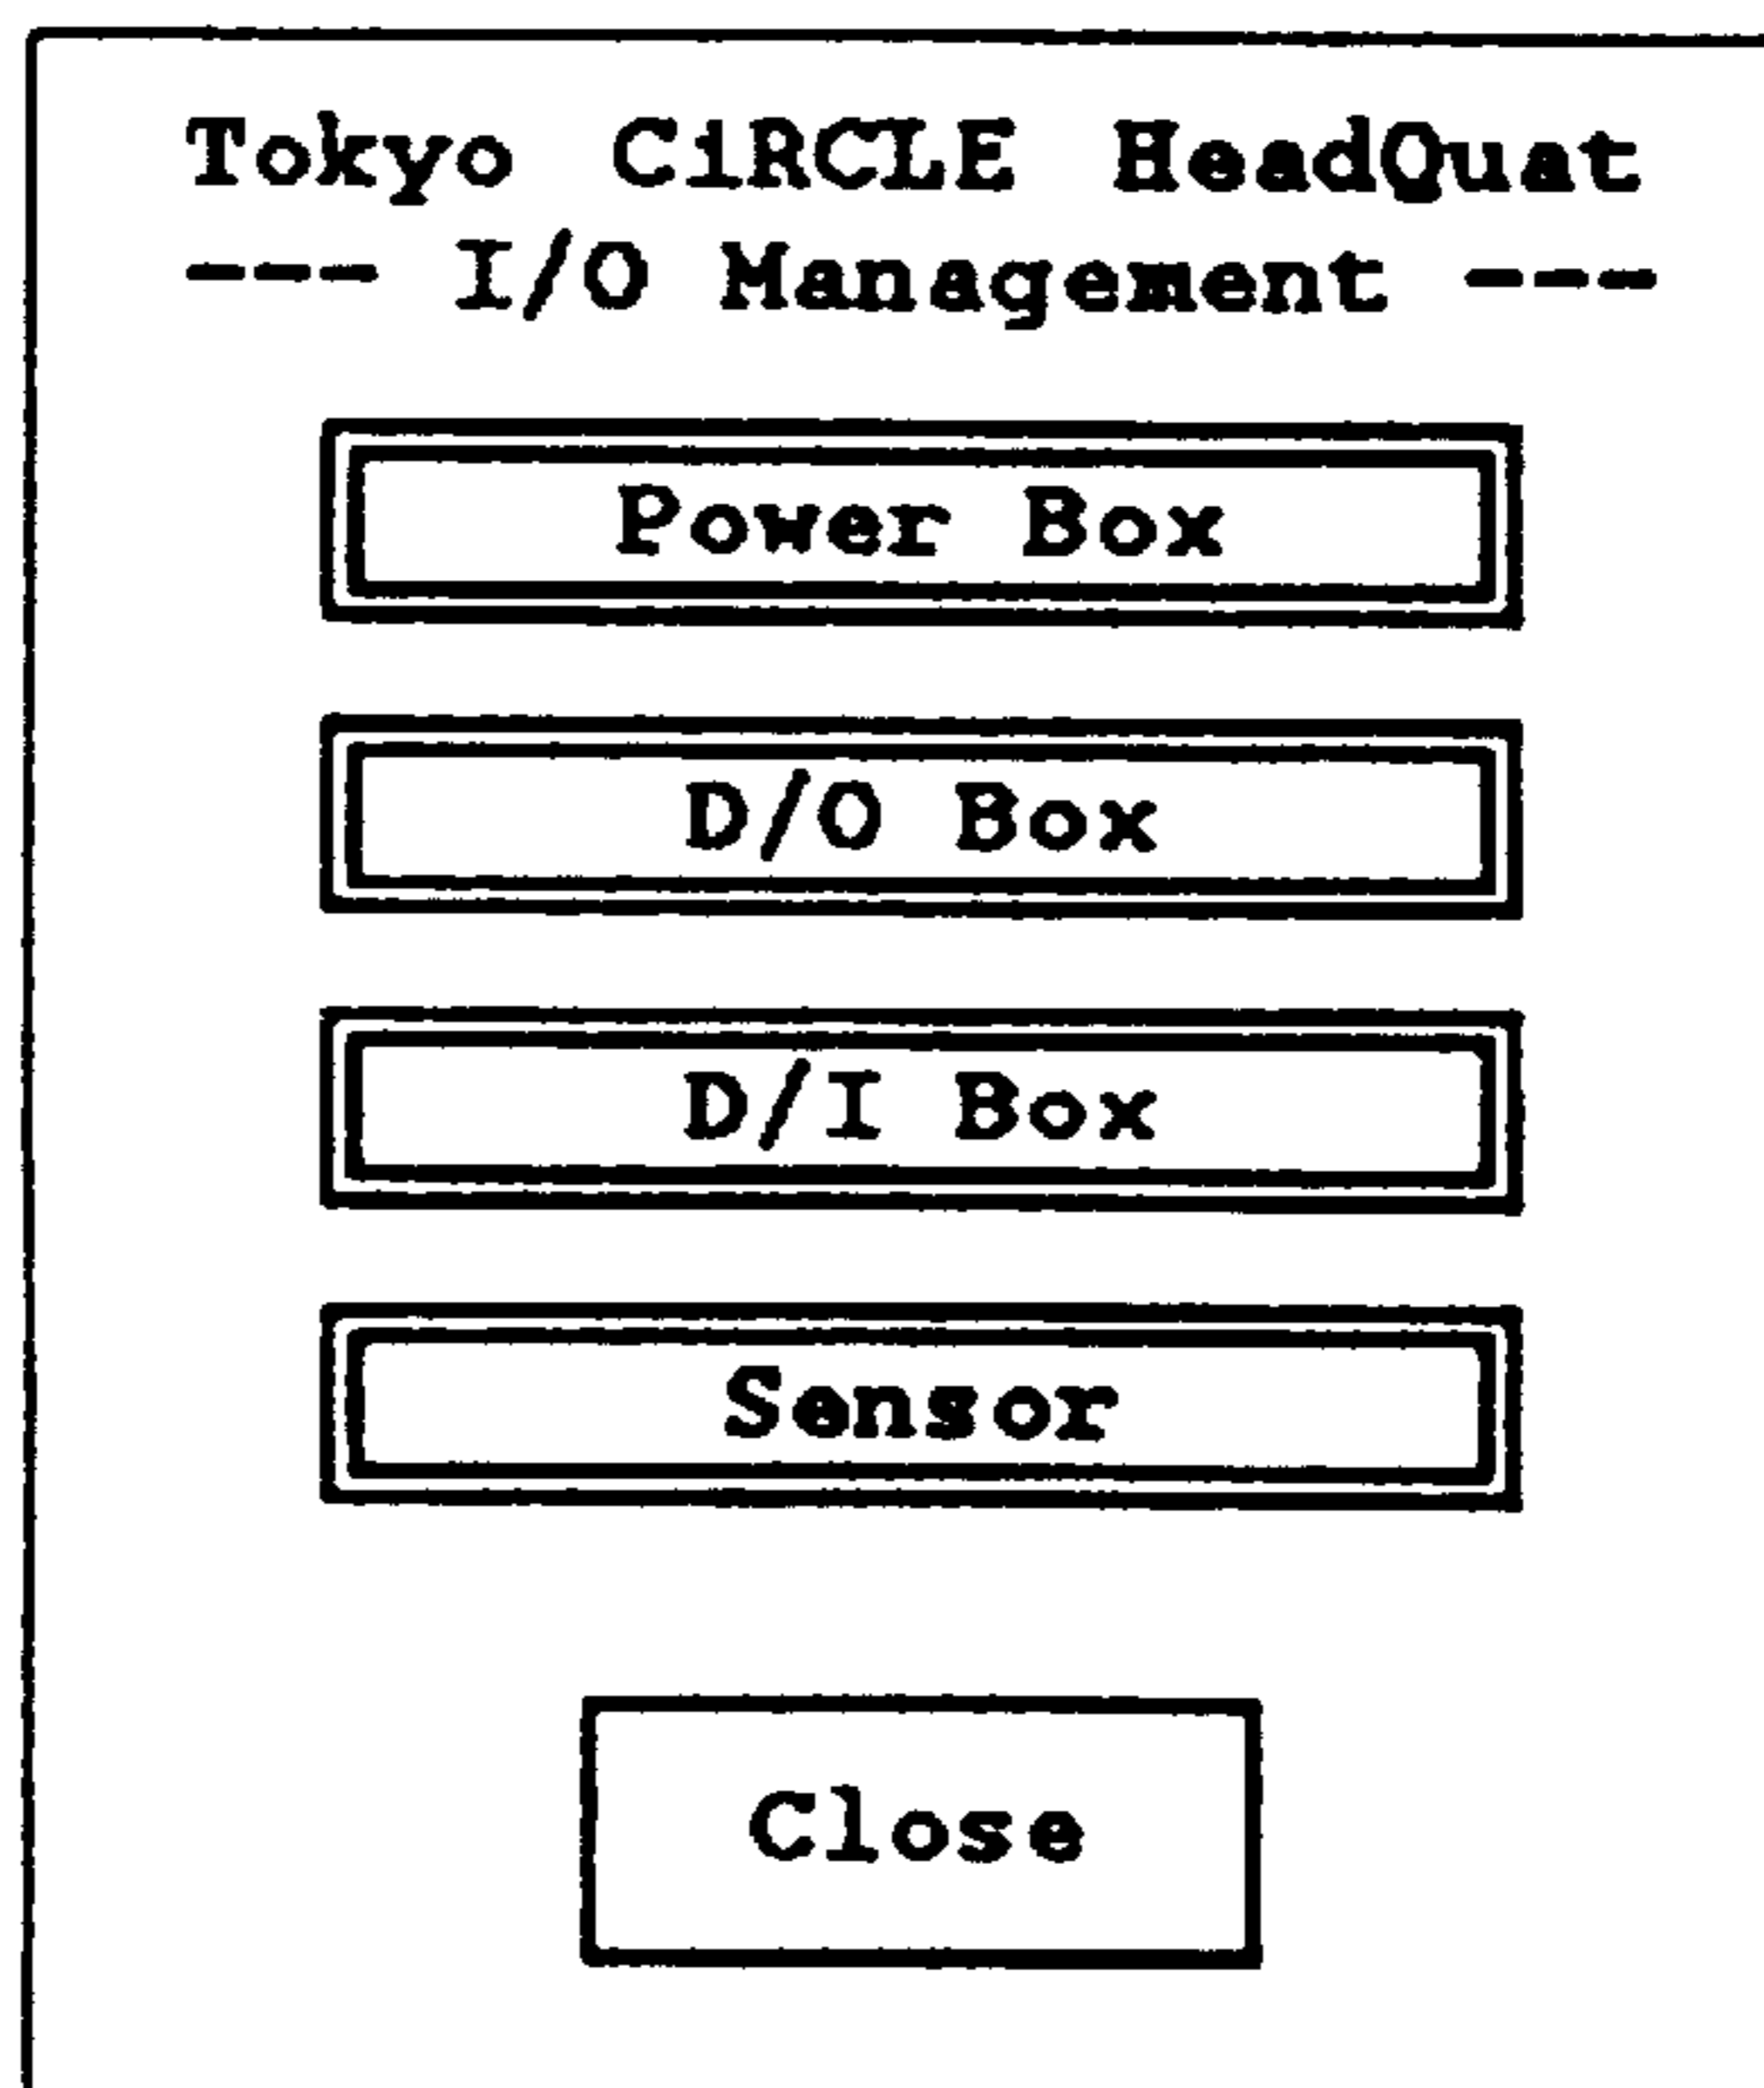 Tokyo CiRCLE HeadQuat
--- I/O Management ---
Power Box
D/O Box
D/I Box
Sensor
Close